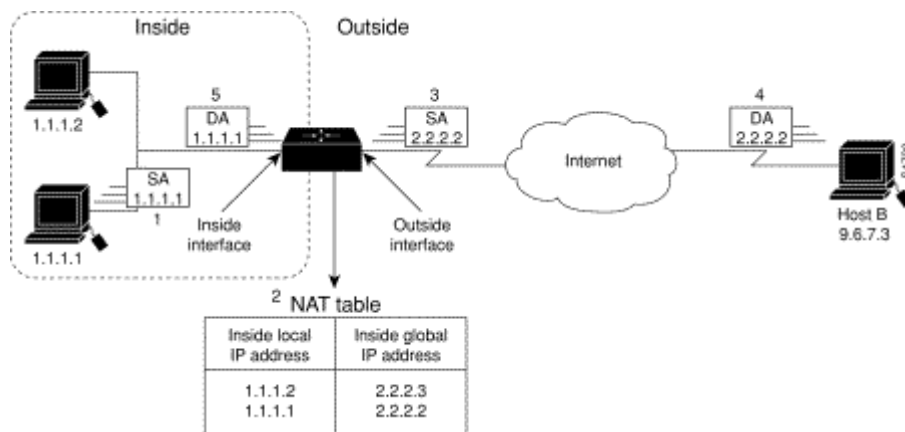 Inside
Outside
5
DA
1.1.1.1
3
SA
2.2.2.2
4
DA
2.2.2.2
1.1.1.2
Internet
SA
1.1.1.1
1
1.1.1.1
Inside
interface
Outside
interface
Host B
9.6.7.3
2
NAT table
Inside local
IP address
Inside global
IP address
1.1.1.2
2.2.2.3
1.1.1.1
2.2.2.2